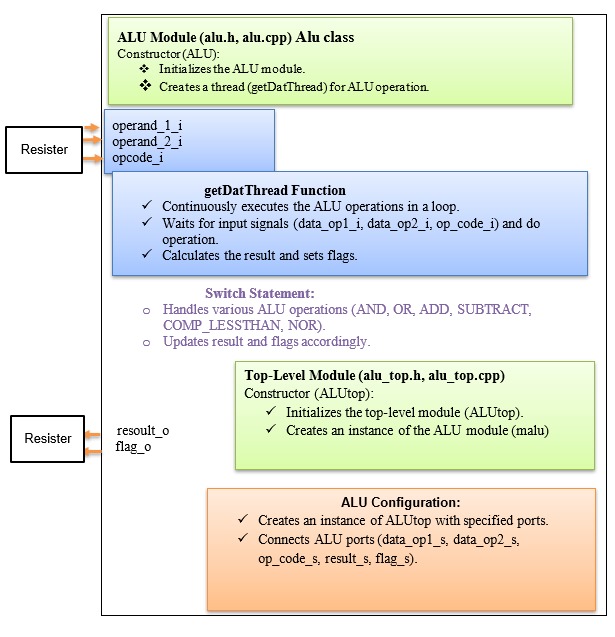 ALU Module (alu.h, alu.cpp) Alu class
Constructor(ALU):
❖ Initializes the ALU module.
❖ Creates a thread (getDatThread) for ALU operation.
Resister
operand_1_i
operand_2_i
opcode_i
getDatThread Function
✓ Continuously executes the ALU operations in a loop.
✓ Waits for input signals (data_op1_i, data_op2_i, op_code_i) and do
operation.
✓ Calculates the result and sets flags.
Switch Statement:
o Handles various ALU operations (AND, OR, ADD, SUBTRACT,
COMP_LESSTHAN, NOR).
o Updates result and flags accordingly.
Top-Level Module (alu_top.h, alu_top.cpp)
Constructor (ALUtop):
✓ Initializes the top-level module (ALUtop).
✓ Creates an instance of the ALU module (malu)
Resister
resoult_o
flag_o
ALU Configuration:
✓ Creates an instance of ALUtop with specified ports.
✓ Connects ALU ports (data_op1_s, data_op2_s,
op_code_s, result_s, flag_s).